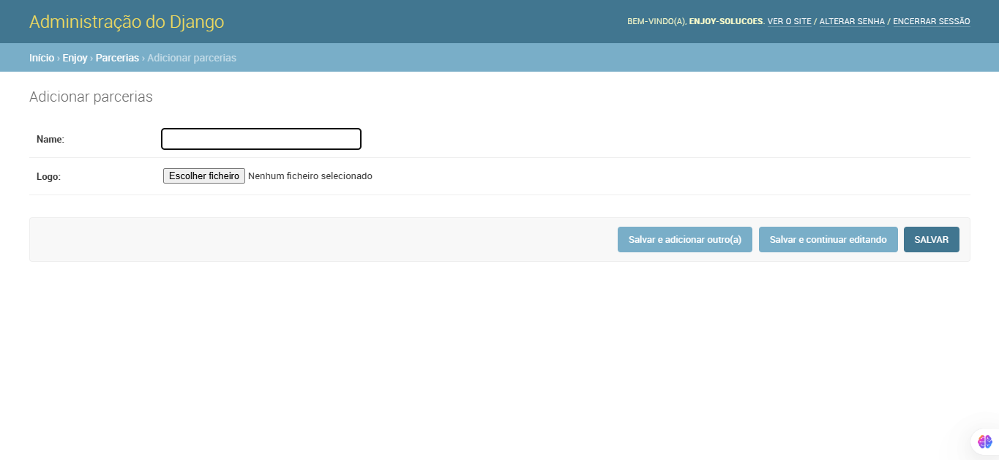 Administração do Django
BEM-VINDO(A), ENJOY-SOLUCOES. VER O SITE / ALTERAR SENHA / ENCERRAR SESSÃO
Início › Enjoy › Parcerias › Adicionar parcerias
Adicionar parcerias
Name:
Logo: Escolher ficheiro Nenhum ficheiro selecionado
Salvar e adicionar outro(a) Salvar e continuar editando SALVAR